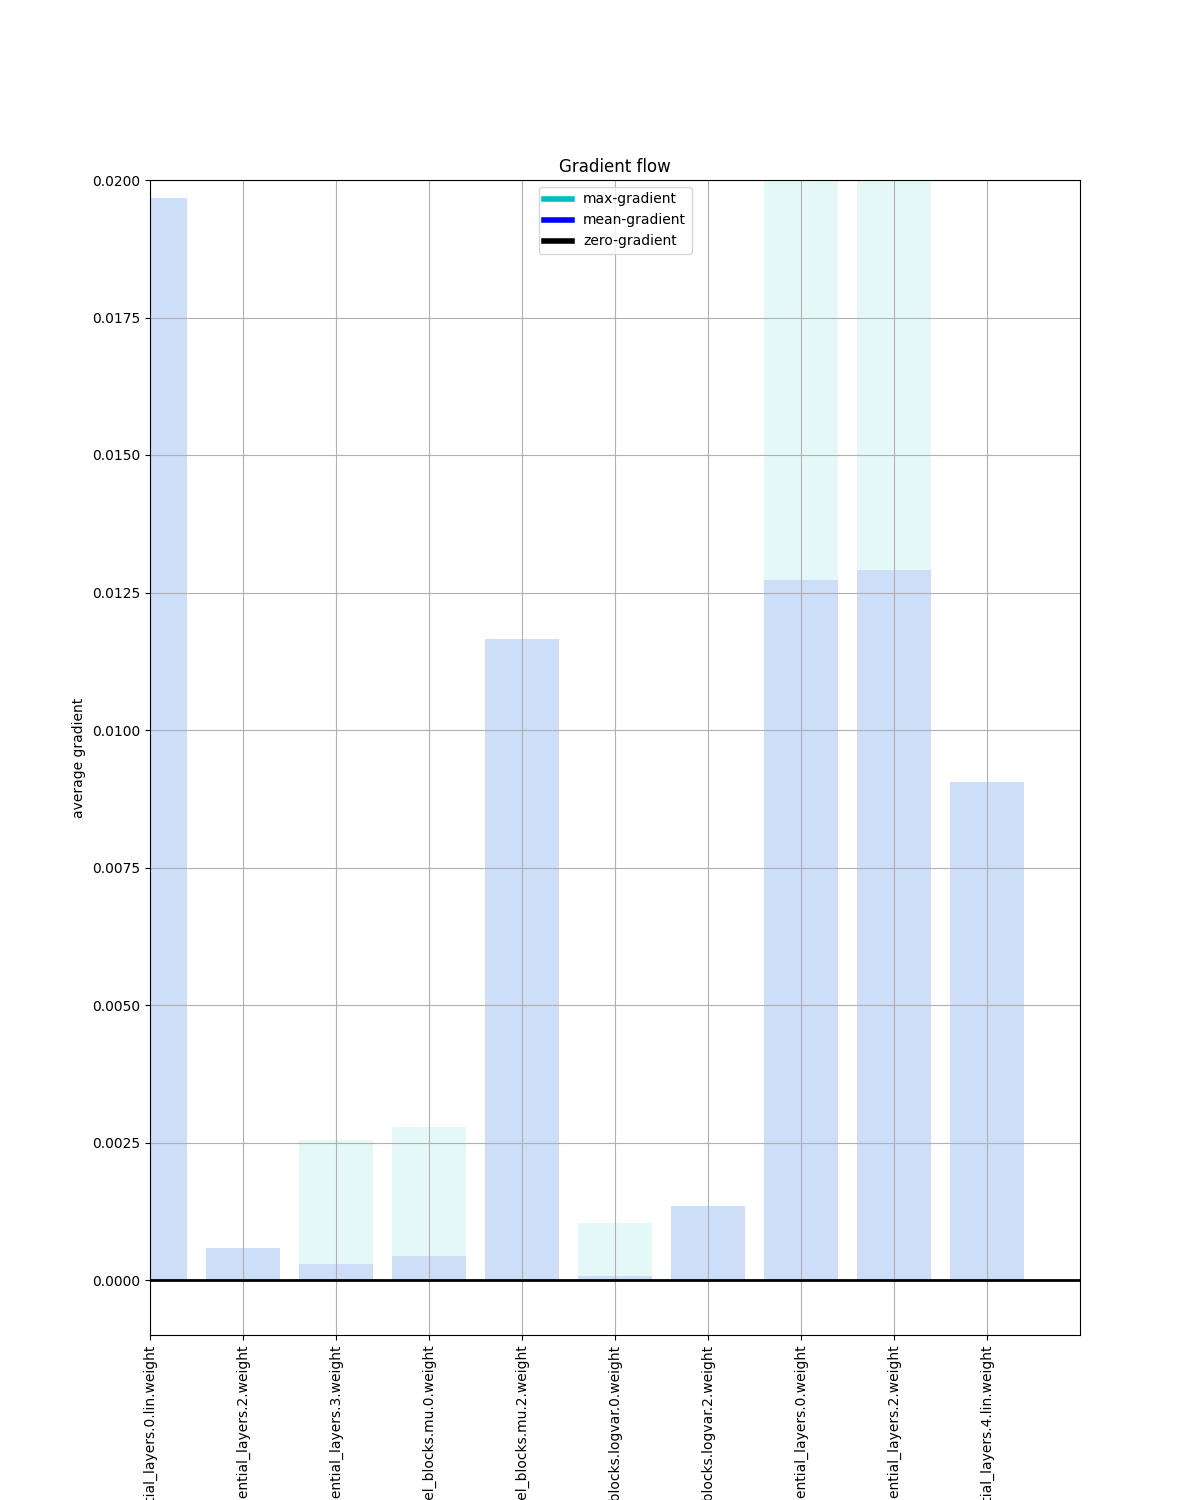 Gradient flow
max-gradient
mean-gradient
zero-gradient
0.0200
0.0175
0.0150
0.0125
0.0100
0.0075
0.0050
0.0025
0.0000
average gradient
tial_layers.0.lin.weight
ential_layers.2.weight
ential_layers.3.weight
el_blocks.mu.0.weight
el_blocks.mu.2.weight
blocks.logvar.0.weight
blocks.logvar.2.weight
ential_layers.0.weight
ential_layers.2.weight
tial_layers.4.lin.weight